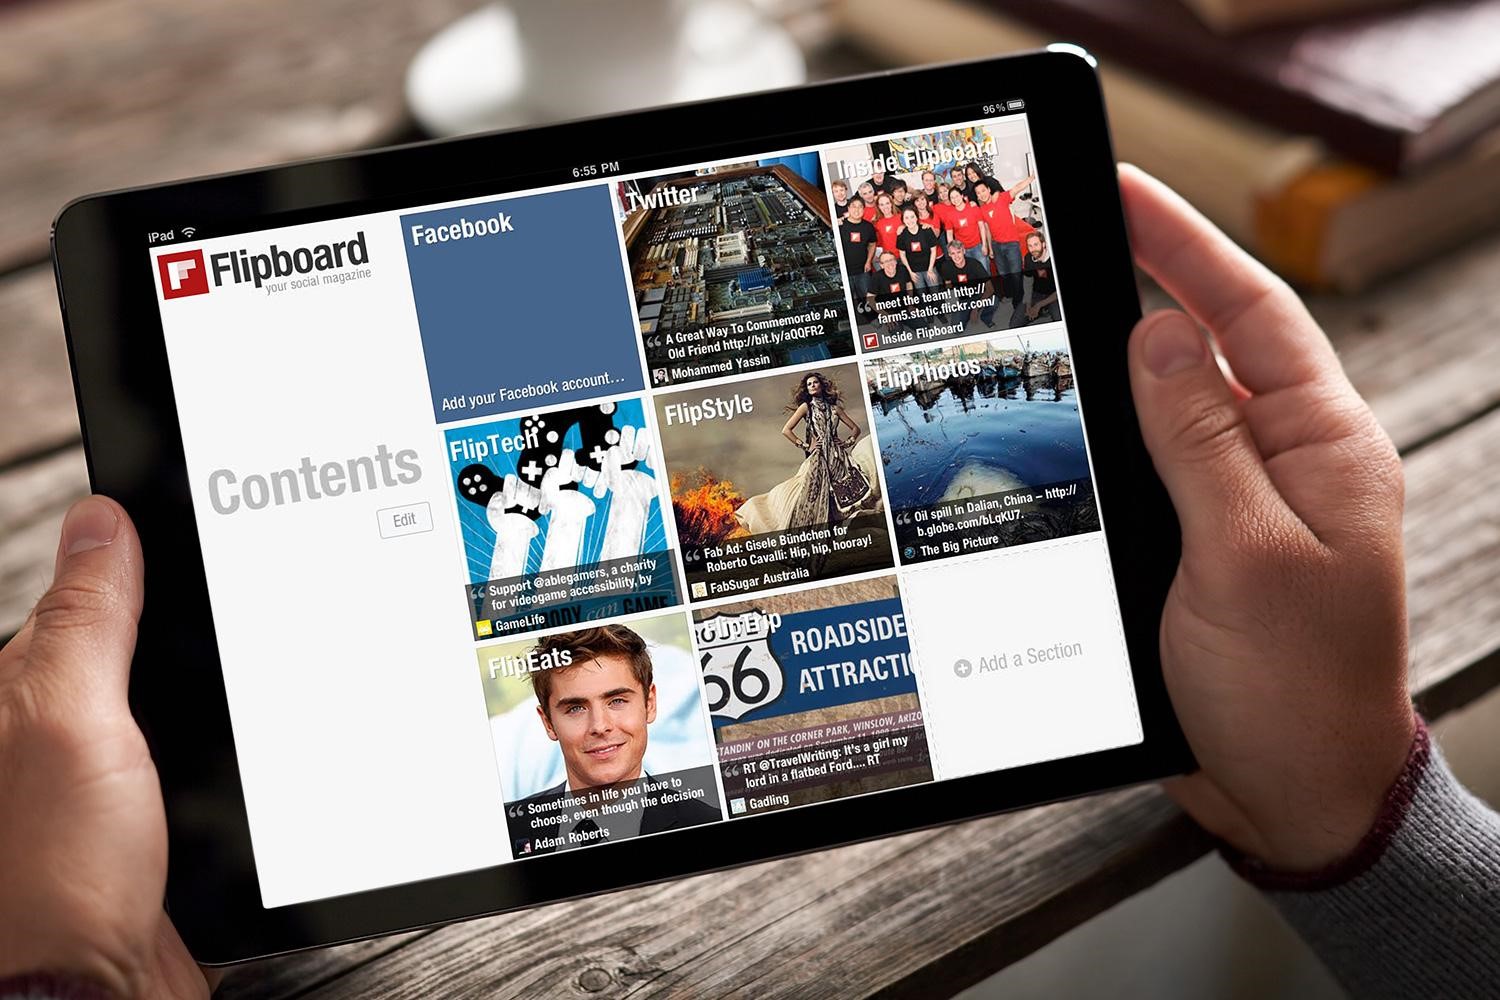 iPad
6:55 PM
96%
Flipboard
your social magazine
Contents
Edit
Facebook
Add your Facebook account...
Twitter
A Great Way To Commemorate An
Old Friend http://bit.ly/aQQFR2
Mohammed Yassin
Inside Flipboard
meet the team! http://
farm5.static.flickr.com/
Inside Flipboard
FlipTech
Support @ablegamers, a charity
for videogame accessibility, by
can GAME
GameLife
FlipStyle
Fab Ad: Gisele Bündchen for
Roberto Cavalli: Hip, hip, hooray!
FabSugar Australia
FlipPhotos
Oil spill in Dalian, China – http://
b.globe.com/bLqKU7.
The Big Picture
FlipEats
Sometimes in life you have to
choose, even though the decision
Adam Roberts
FlipTrip
66
ROADSIDE
ATTRACTI
STANDIN' ON THE CORNER PARK, WINSLOW, ARIZO
RT @TravelWriting: It's a girl my
lord in a flatbed Ford.... RT
Gadling
Add a Section